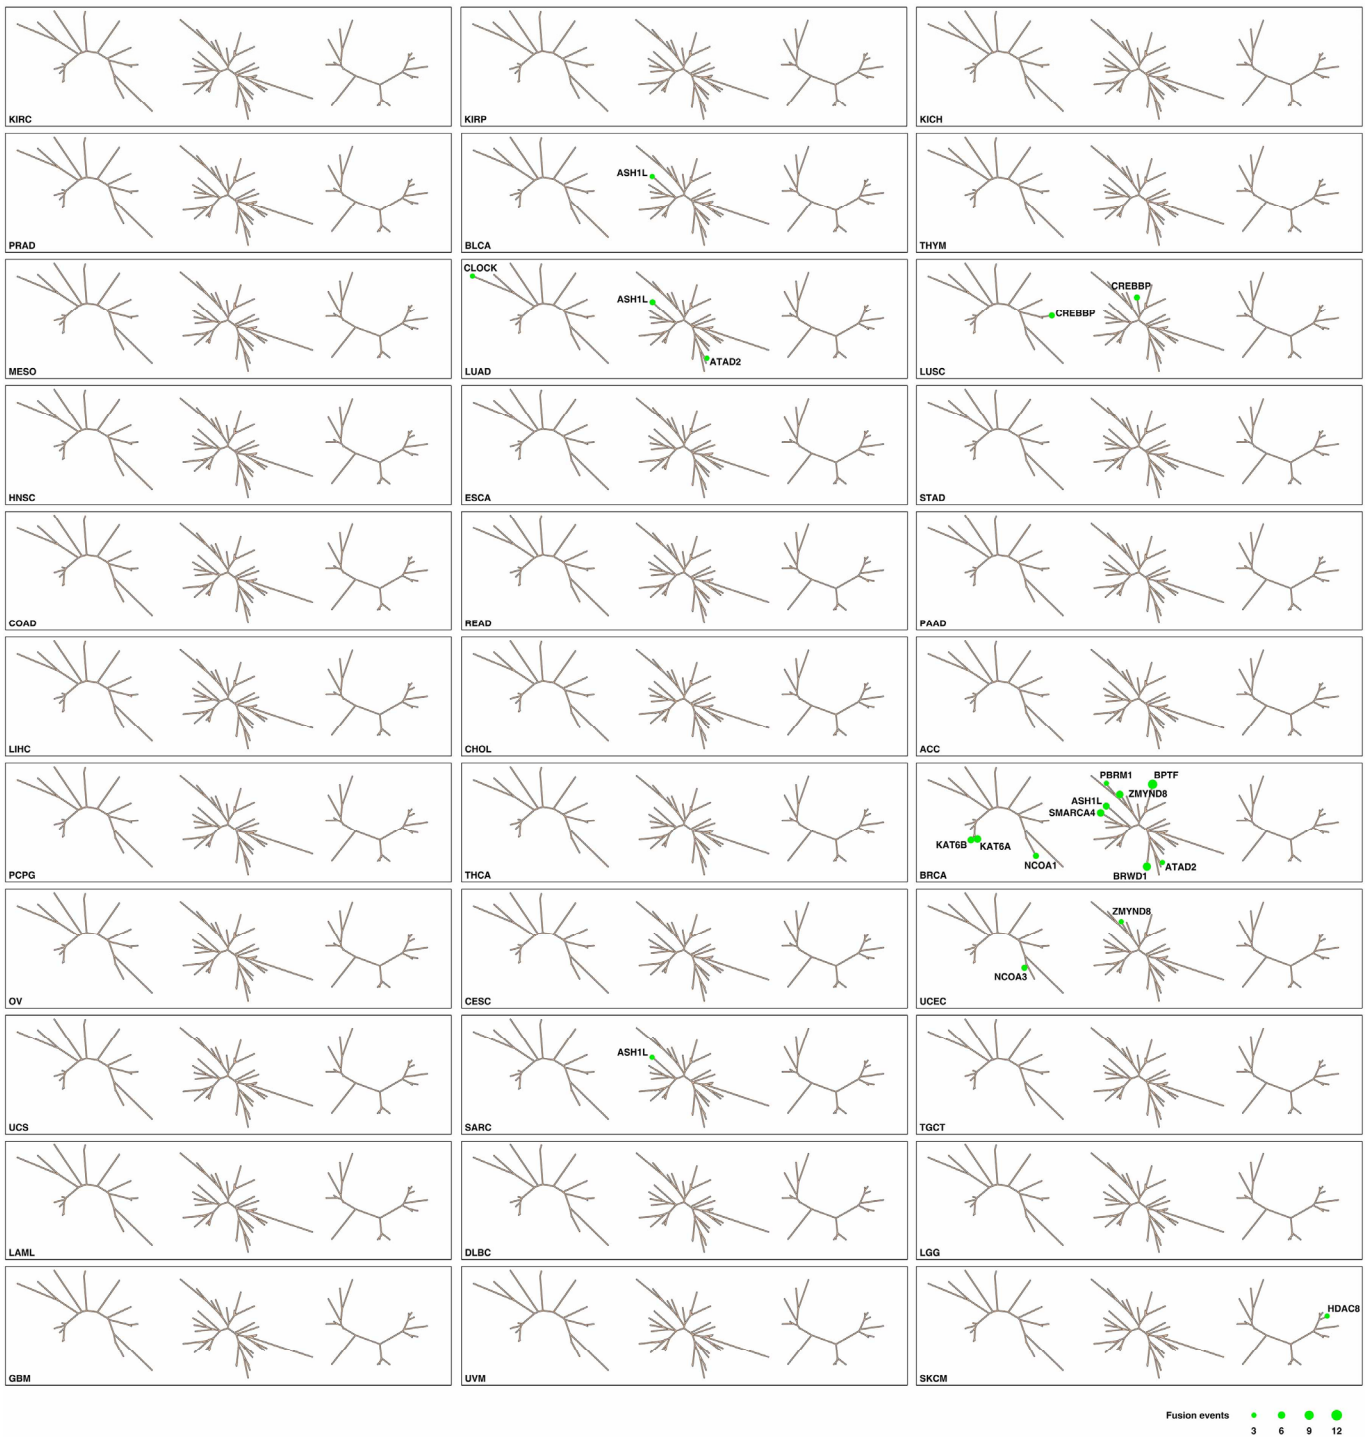 KIRC
KIRP
KICH
ASH1L
PRAD
BLCA
THYM
CLOCK
ASH1L
ATAD2
CREBBP
CREBBP
MESO
LUAD
LUSC
HNSC
ESCA
STAD
COAD
READ
PAAD
LIHC
CHOL
ACC
PBRM1
BPTF
ZMYND8
ASH1L
SMARCA4
KAT6B
KAT6A
NCOA1
ATAD2
BRWD1
PCPG
THCA
BRCA
ZMYND8
NCOA3
OV
CESC
UCEC
ASH1L
UCS
SARC
TGCT
LAML
DLBC
LGG
HDAC8
GBM
UVM
SKCM
Fusion events
3 6 9 12